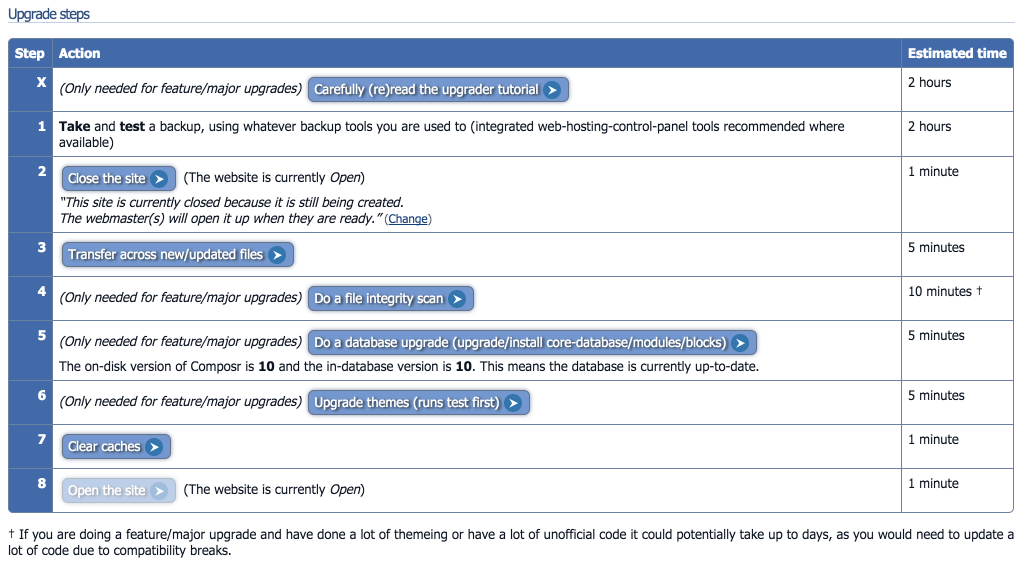 Upgrade steps
Step Action Estimated time
X (Only needed for feature/major upgrades) Carefully (re)read the upgrader tutorial 2 hours
1 Take and test a backup, using whatever backup tools you are used to (integrated web-hosting-control-panel tools recommended where 2 hours
available)
2 Close the site (The website is currently Open) 1 minute
“This site is currently closed because it is still being created.
The webmaster(s) will open it up when they are ready.” (Change)
3 Transfer across new/updated files 5 minutes
4 (Only needed for feature/major upgrades) Do a file integrity scan 10 minutes †
5 (Only needed for feature/major upgrades) Do a database upgrade (upgrade/install core-database/modules/blocks) 5 minutes
The on-disk version of Composr is 10 and the in-database version is 10. This means the database is currently up-to-date.
6 (Only needed for feature/major upgrades) Upgrade themes (runs test first) 5 minutes
7 Clear caches 1 minute
8 Open the site (The website is currently Open) 1 minute
† If you are doing a feature/major upgrade and have done a lot of themeing or have a lot of unofficial code it could potentially take up to days, as you would need to update a
lot of code due to compatibility breaks.